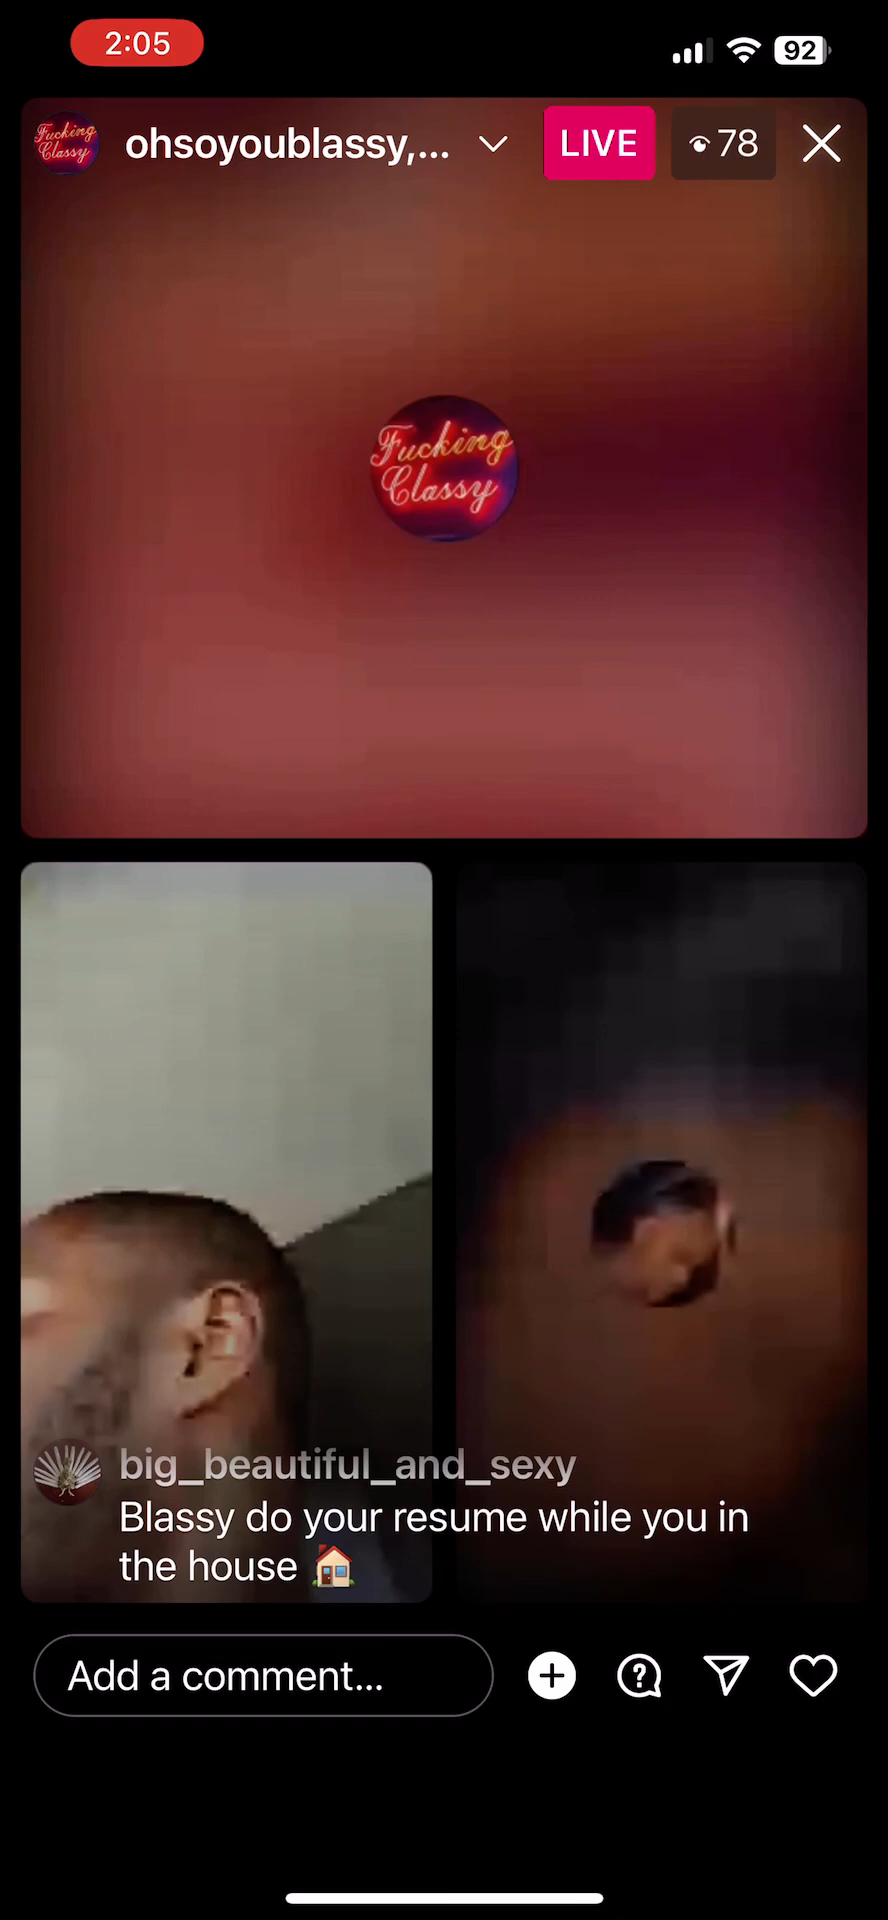 2:05
92
Fucking
Classy
ohsoyoublassy,...
LIVE
78
Fucking
Classy
big_beautiful_and_sexy
Blassy do your resume while you in
the house 🏠
Add a comment...